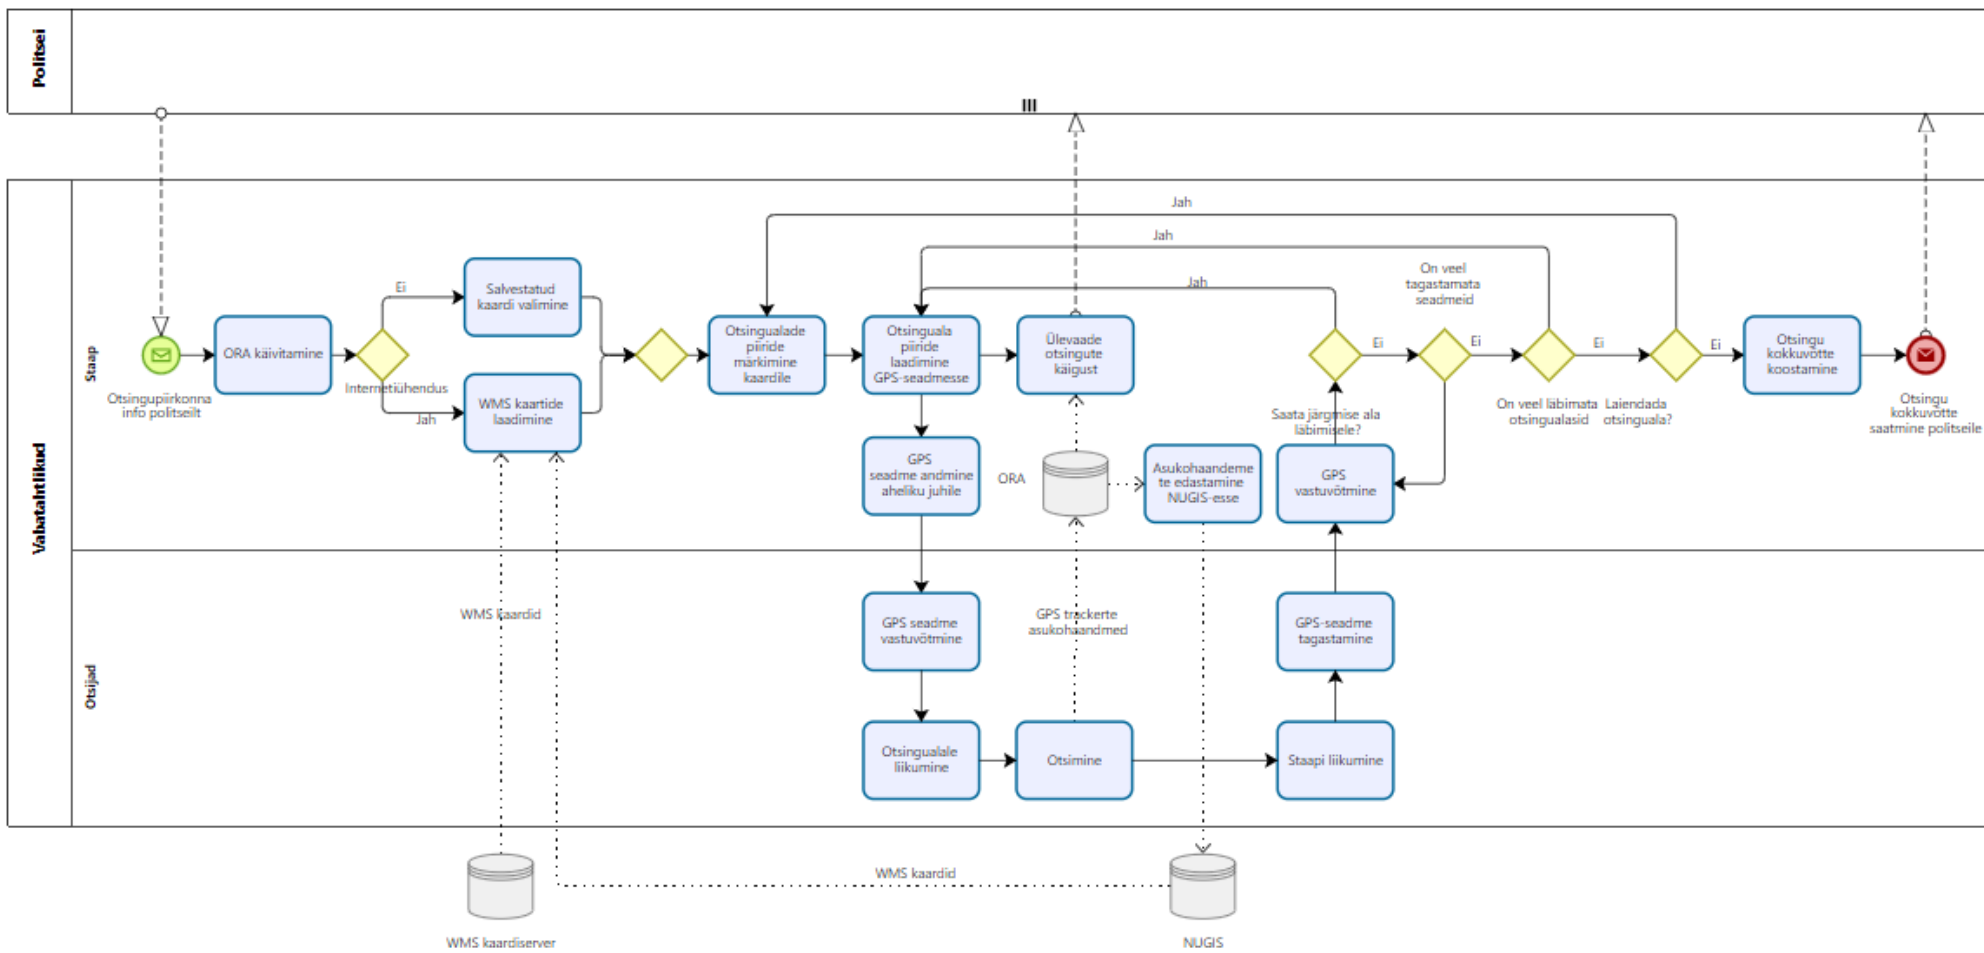 Politsei
Vabatahtlikud
Staap
Otsijad
Otsingupiirkonna
info politseilt
ORA käivitamine
Internetiühendus
Ei
Jah
Salvestatud
kaardi valimine
WMS kaartide
laadimine
Otsingualade
piiride
märkimine
kaardile
Otsinguala
piiride
laadimine
GPS-seadmesse
Ülevaade
otsingute
käigust
Jah
Jah
Jah
On veel
tagastamata
seadmeid
Saata järgmise ala
läbimisele?
Ei
Ei
On veel läbimata
otsingualasid
Ei
Laiendada
otsinguala?
Ei
Otsingu
kokkuvõtte
koostamine
Otsingu
kokkuvõtte
saatmine politseile
GPS
seadme andmine
aheliku juhile
ORA
Asukohaandeme
te edastamine
NUGIS-esse
GPS
vastuvõtmine
WMS kaardid
GPS seadme
vastuvõtmine
GPS trackerte
asukohaandmed
GPS-seadme
tagastamine
Otsingualale
liikumine
Otsimine
Staapi liikumine
WMS kaardid
WMS kaardiserver
NUGIS